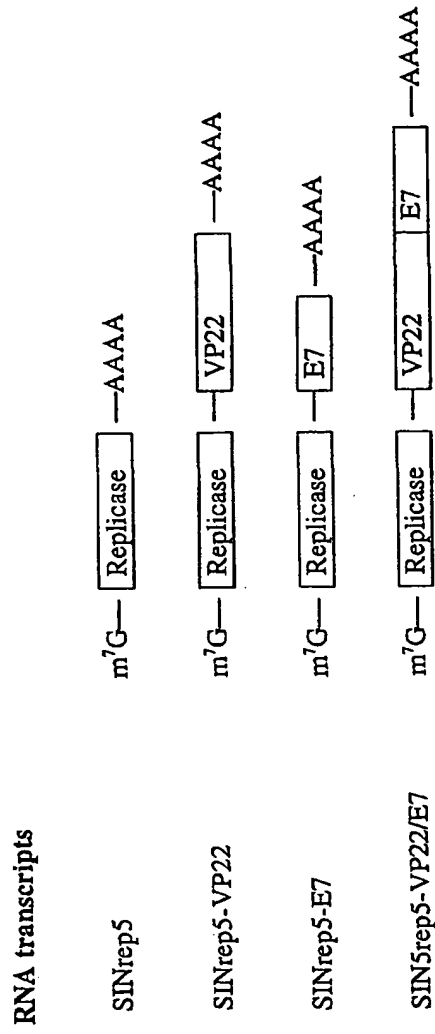 RNA transcripts
SINrep5 m⁷G— Replicase —AAAA
SINrep5-VP22 m⁷G— Replicase — VP22 —AAAA
SINrep5-E7 m⁷G— Replicase — E7 —AAAA
SIN5rep5-VP22/E7 m⁷G— Replicase — VP22 E7 —AAAA